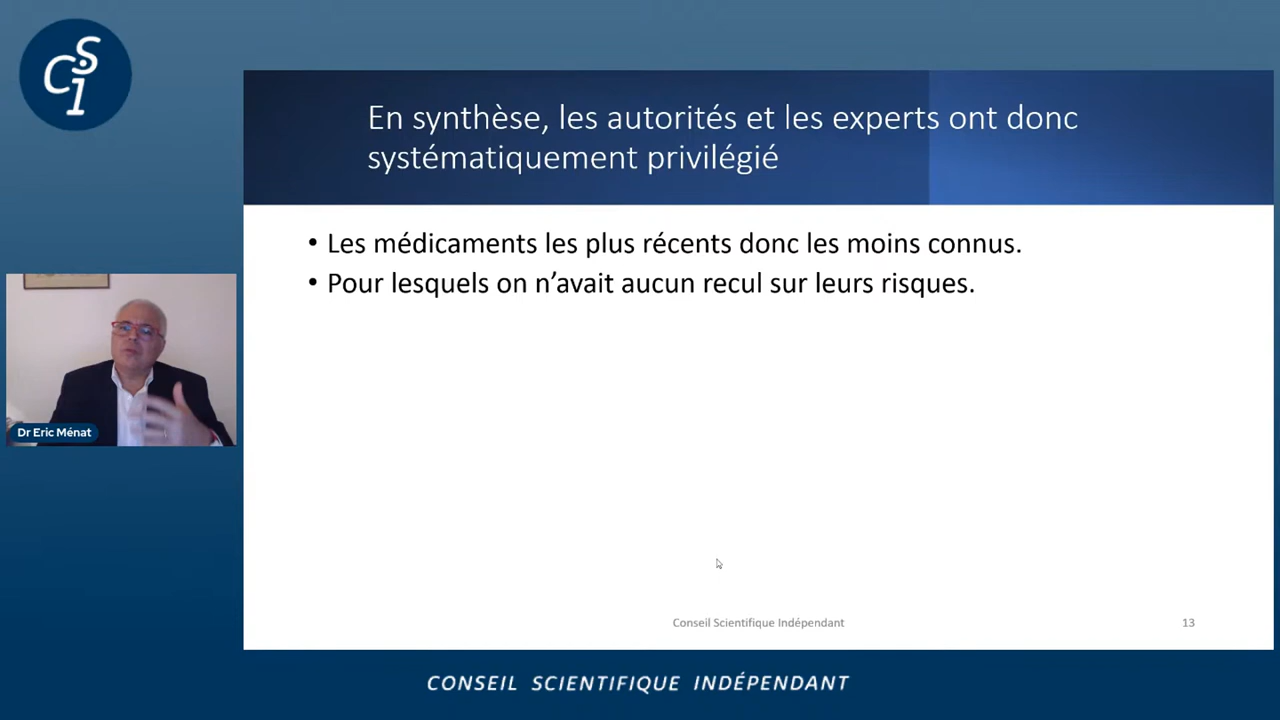 CSI
En synthèse, les autorités et les experts ont donc
systématiquement privilégié
• Les médicaments les plus récents donc les moins connus.
• Pour lesquels on n’avait aucun recul sur leurs risques.
Dr Eric Ménat
Conseil Scientifique Indépendant
13
CONSEIL SCIENTIFIQUE INDÉPENDANT